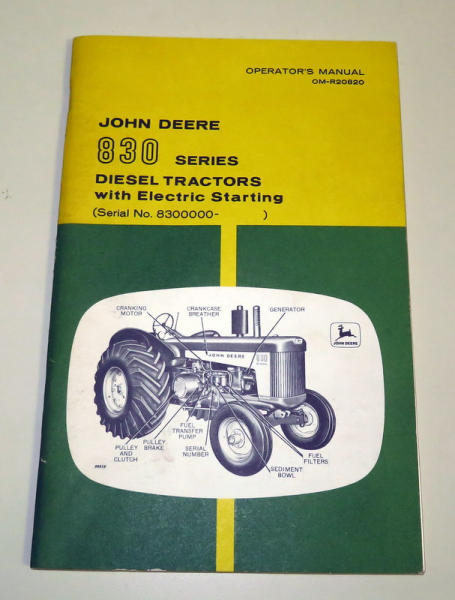 OPERATOR'S MANUAL
OM-R20820
JOHN DEERE
830 SERIES
DIESEL TRACTORS
with Electric Starting
(Serial No. 8300000-          )
CRANKING
MOTOR
CRANKCASE
BREATHER
GENERATOR
JOHN DEERE
830
JOHN DEERE
PULLEY
AND
CLUTCH
PULLEY
BRAKE
FUEL
TRANSFER
PUMP
SERIAL
NUMBER
SEDIMENT
BOWL
FUEL
FILTERS